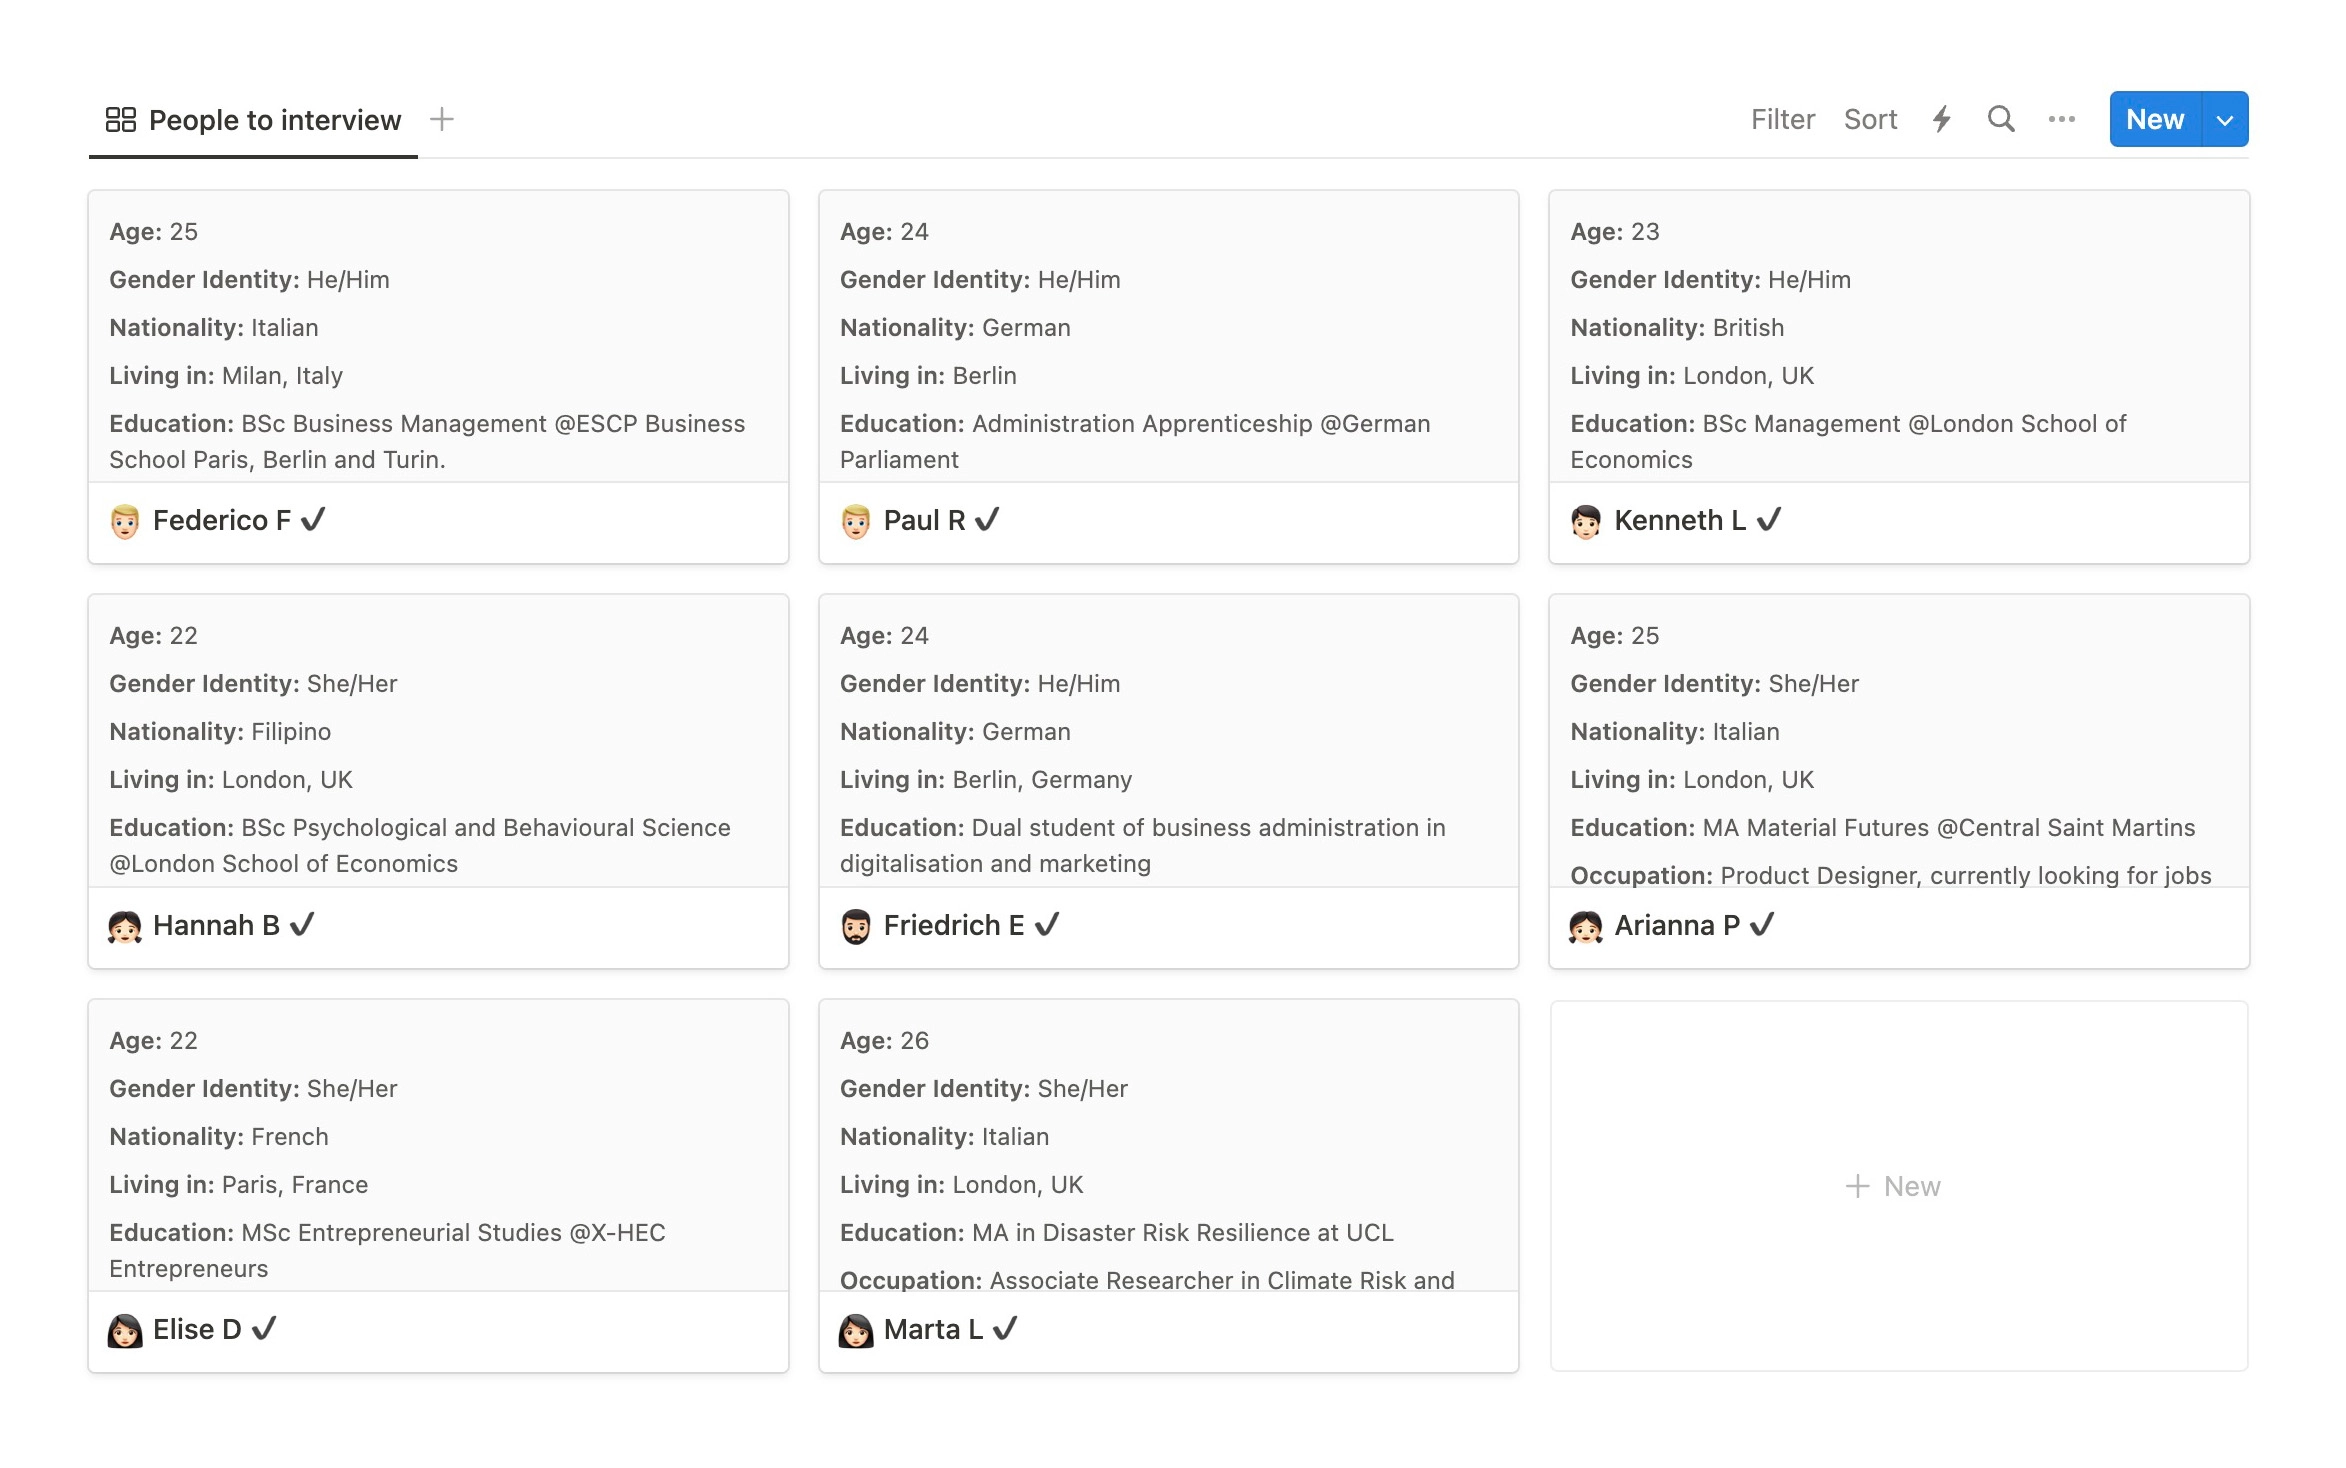 People to interview
Filter Sort New
Age: 25
Gender Identity: He/Him
Nationality: Italian
Living in: Milan, Italy
Education: BSc Business Management @ESCP Business
School Paris, Berlin and Turin.
Federico F ✔
Age: 24
Gender Identity: He/Him
Nationality: German
Living in: Berlin
Education: Administration Apprenticeship @German
Parliament
Paul R ✔
Age: 23
Gender Identity: He/Him
Nationality: British
Living in: London, UK
Education: BSc Management @London School of
Economics
Kenneth L ✔
Age: 22
Gender Identity: She/Her
Nationality: Filipino
Living in: London, UK
Education: BSc Psychological and Behavioural Science
@London School of Economics
Hannah B ✔
Age: 24
Gender Identity: He/Him
Nationality: German
Living in: Berlin, Germany
Education: Dual student of business administration in
digitalisation and marketing
Friedrich E ✔
Age: 25
Gender Identity: She/Her
Nationality: Italian
Living in: London, UK
Education: MA Material Futures @Central Saint Martins
Occupation: Product Designer, currently looking for jobs
Arianna P ✔
Age: 22
Gender Identity: She/Her
Nationality: French
Living in: Paris, France
Education: MSc Entrepreneurial Studies @X-HEC
Entrepreneurs
Elise D ✔
Age: 26
Gender Identity: She/Her
Nationality: Italian
Living in: London, UK
Education: MA in Disaster Risk Resilience at UCL
Occupation: Associate Researcher in Climate Risk and
Marta L ✔
+ New